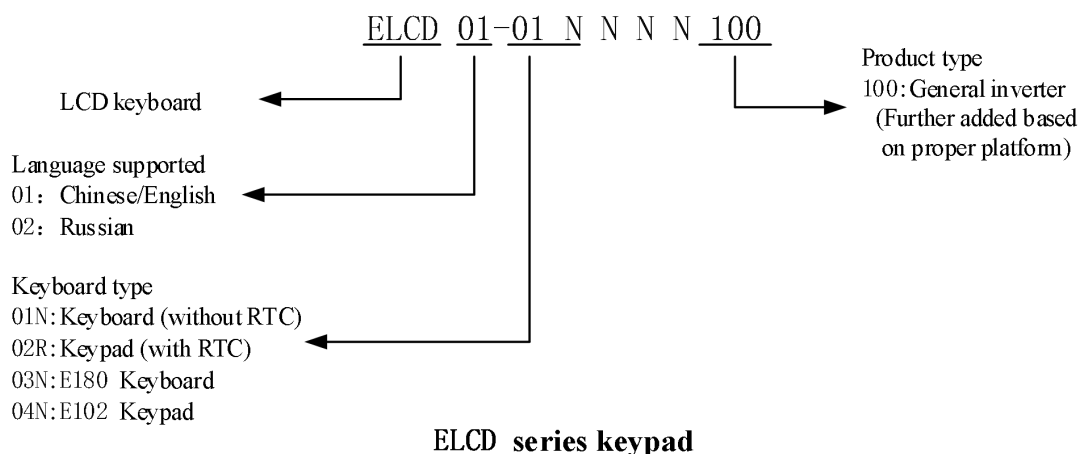 ELCD 01-01 N N N N 100
Product type
100:General inverter
(Further added based
on proper platform)
LCD keyboard
Language supported
01: Chinese/English
02: Russian
Keyboard type
01N:Keyboard (without RTC)
02R:Keypad (with RTC)
03N:E180 Keyboard
04N:E102 Keypad
ELCD series keypad